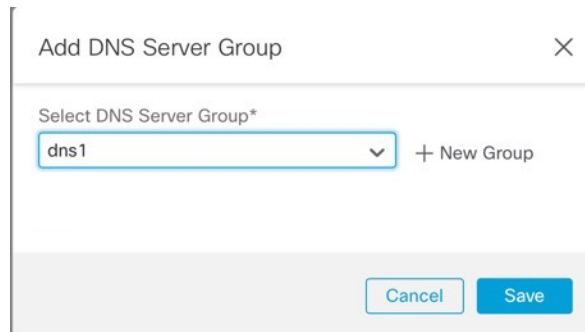 Add DNS Server Group
Select DNS Server Group*
dns1
+ New Group
Cancel
Save